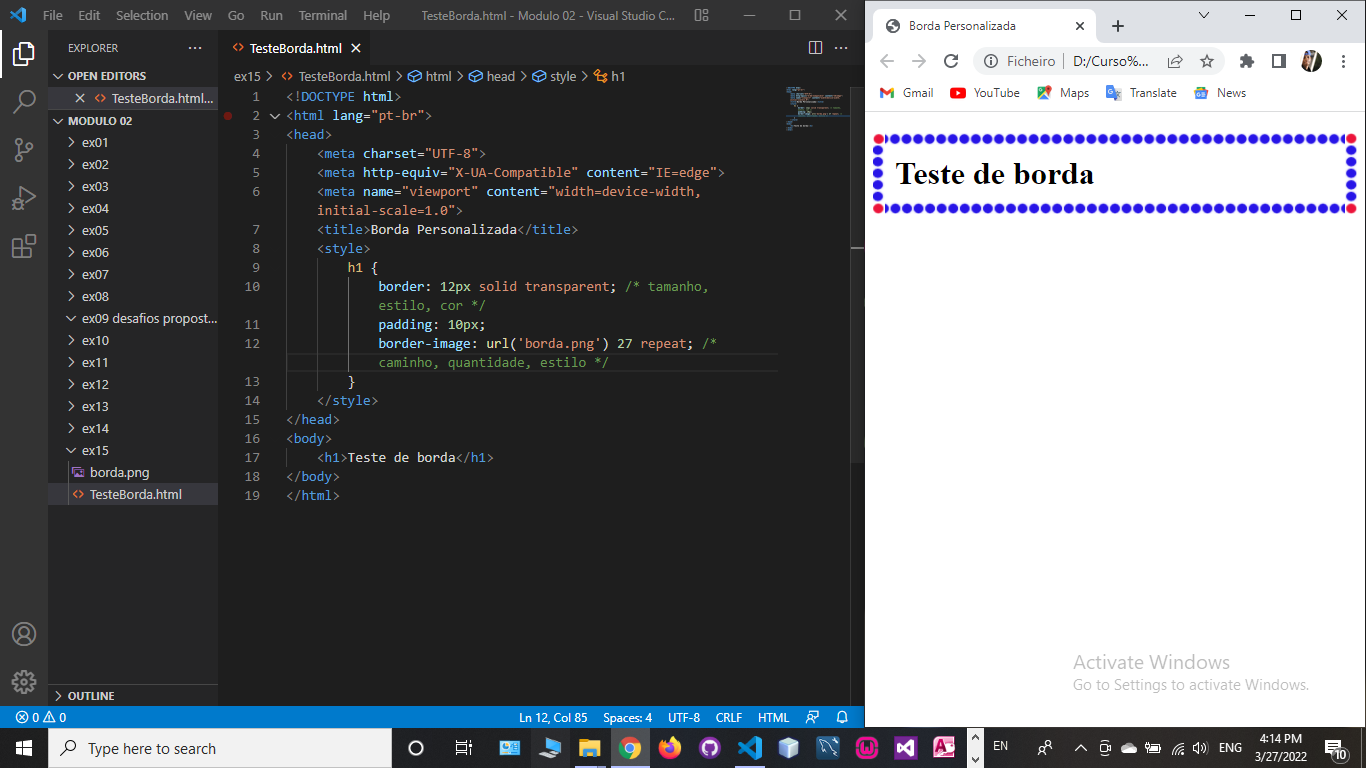 File Edit Selection View Go Run Terminal Help TesteBorda.html - Modulo 02 - Visual Studio C...
EXPLORER
OPEN EDITORS
TesteBorda.html...
MODULO 02
ex01
ex02
ex03
ex04
ex05
ex06
ex07
ex08
ex09 desafios propost...
ex10
ex11
ex12
ex13
ex14
ex15
borda.png
TesteBorda.html
OUTLINE
TesteBorda.html
ex15 > TesteBorda.html > html > head > style > h1
1 <!DOCTYPE html>
2 <html lang="pt-br">
3 <head>
4 <meta charset="UTF-8">
5 <meta http-equiv="X-UA-Compatible" content="IE=edge">
6 <meta name="viewport" content="width=device-width,
initial-scale=1.0">
7 <title>Borda Personalizada</title>
8 <style>
9 h1 {
10 border: 12px solid transparent; /* tamanho,
estilo, cor */
11 padding: 10px;
12 border-image: url('borda.png') 27 repeat; /*
caminho, quantidade, estilo */
13 }
14 </style>
15 </head>
16 <body>
17 <h1>Teste de borda</h1>
18 </body>
19 </html>
0 0 Ln 12, Col 85 Spaces: 4 UTF-8 CRLF HTML
Borda Personalizada
Ficheiro D:/Curso%...
Gmail YouTube Maps Translate News
Teste de borda
Activate Windows
Go to Settings to activate Windows.
Type here to search
EN
ENG
4:14 PM
3/27/2022
10